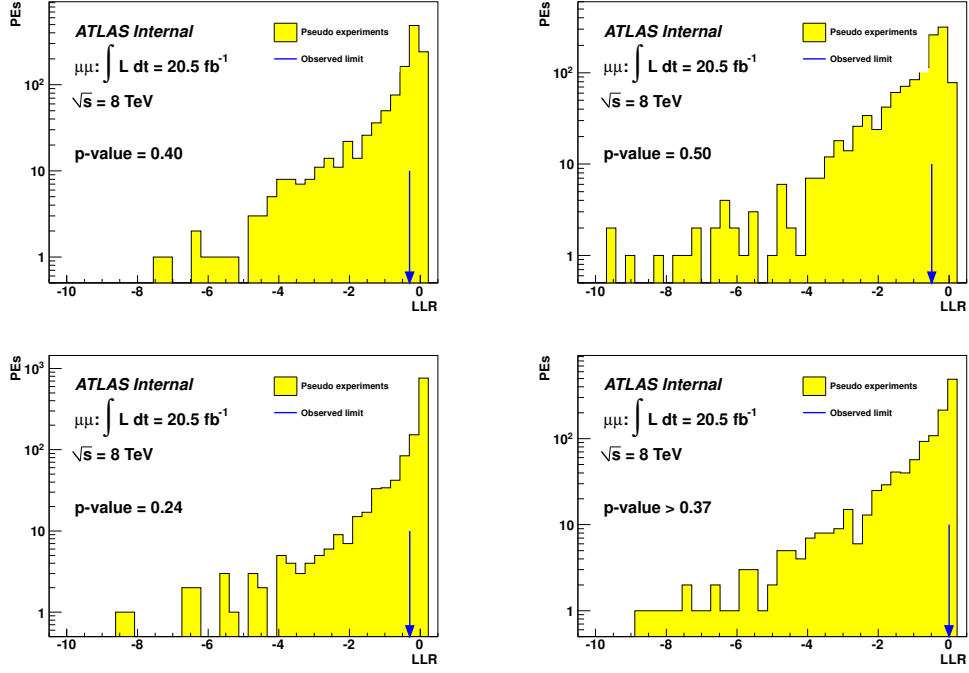 PEs
ATLAS Internal
μμ: ∫ L dt = 20.5 fb⁻¹
√s = 8 TeV
p-value = 0.40
Pseudo experiments
Observed limit
10²
10
1
-10 -8 -6 -4 -2 0
LLR
PEs
ATLAS Internal
μμ: ∫ L dt = 20.5 fb⁻¹
√s = 8 TeV
p-value = 0.50
Pseudo experiments
Observed limit
10²
10
1
-10 -8 -6 -4 -2 0
LLR
PEs
ATLAS Internal
μμ: ∫ L dt = 20.5 fb⁻¹
√s = 8 TeV
p-value = 0.24
Pseudo experiments
Observed limit
10³
10²
10
1
-10 -8 -6 -4 -2 0
LLR
PEs
ATLAS Internal
μμ: ∫ L dt = 20.5 fb⁻¹
√s = 8 TeV
p-value > 0.37
Pseudo experiments
Observed limit
10²
10
1
-10 -8 -6 -4 -2 0
LLR